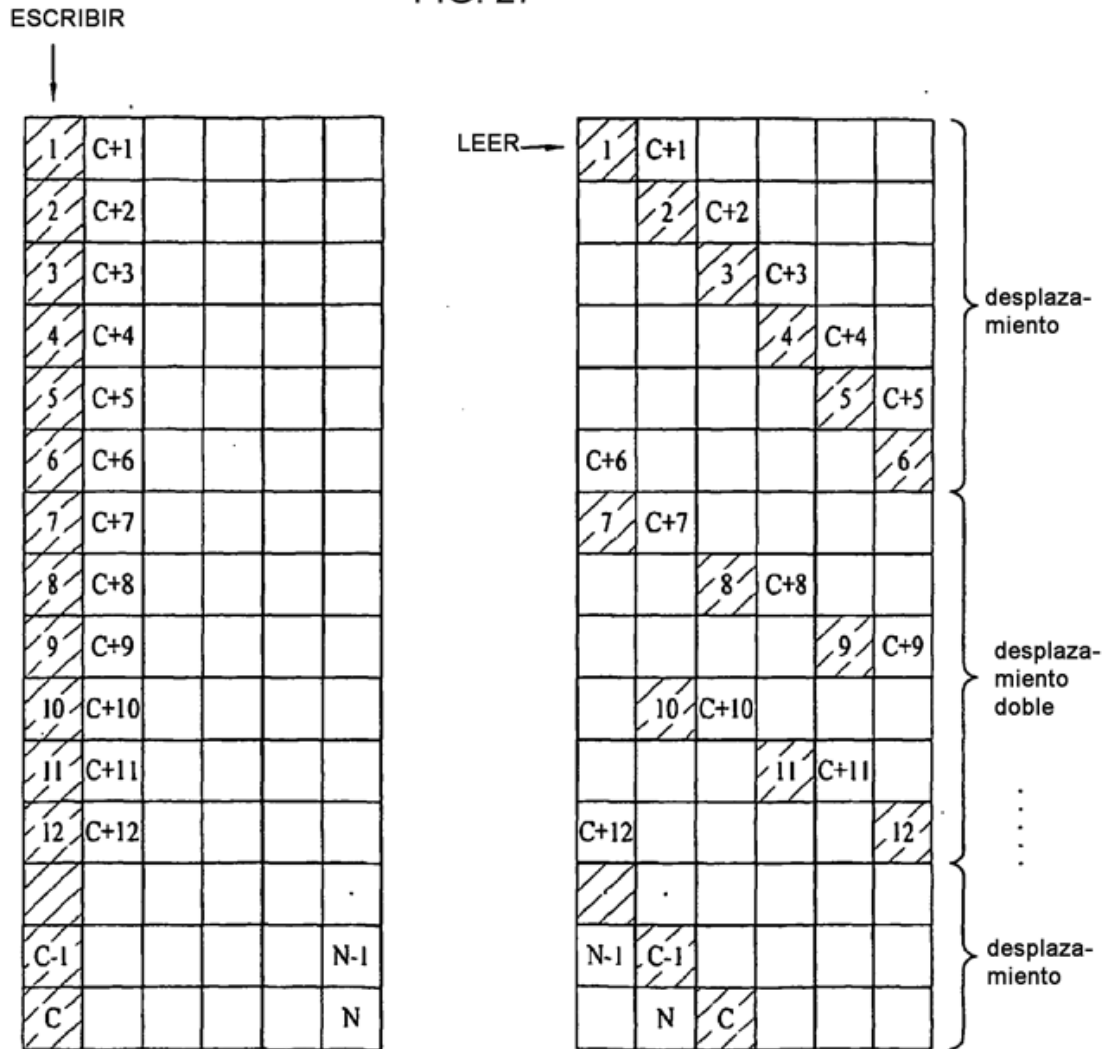 ESCRIBIR
1 C+1
2 C+2
3 C+3
4 C+4
5 C+5
6 C+6
7 C+7
8 C+8
9 C+9
10 C+10
11 C+11
12 C+12
C-1 N-1
C N
LEER
1 C+1
2 C+2
3 C+3
4 C+4
5 C+5
C+6 6
7 C+7
8 C+8
9 C+9
10 C+10
11 C+11
C+12 12
N-1 C-1
N C
desplaza-
miento
desplaza-
miento
doble
desplaza-
miento